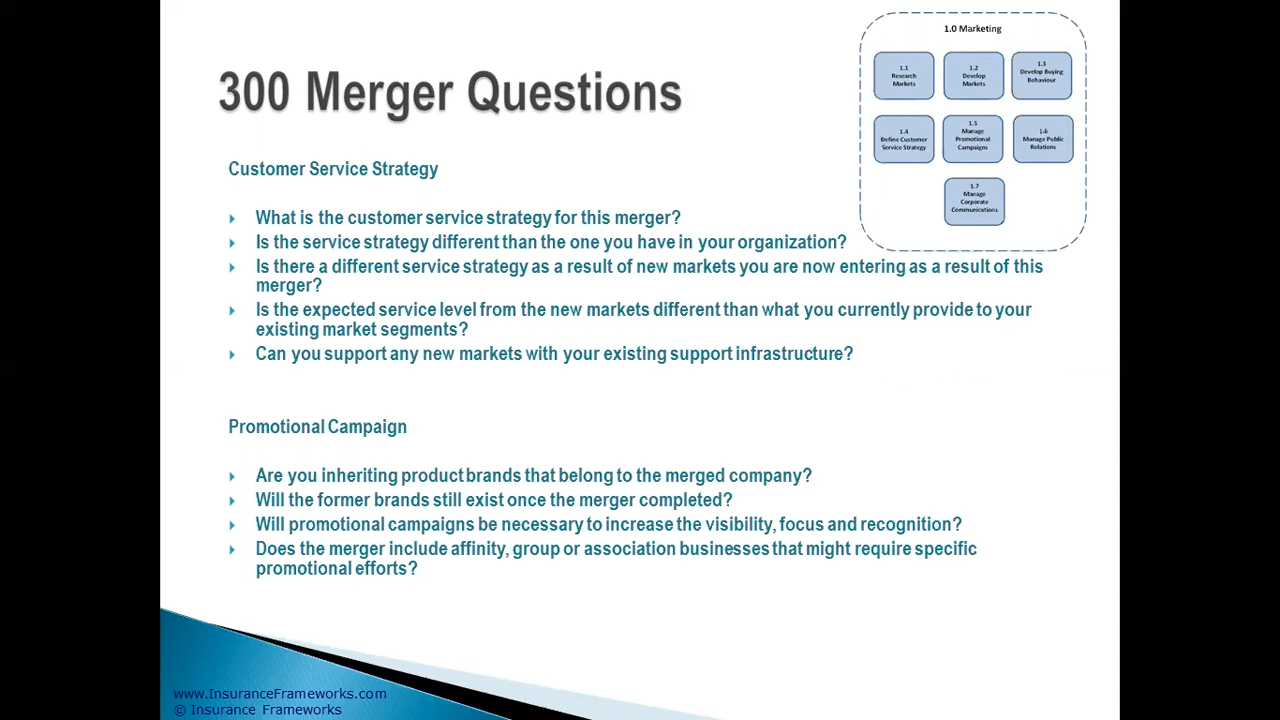 300 Merger Questions
1.0 Marketing
1.1
Research
Markets
1.2
Develop
Markets
1.3
Develop Buying
Behaviour
1.4
Define Customer
Service Strategy
1.5
Manage
Promotional
Campaigns
1.6
Manage Public
Relations
1.7
Manage
Corporate
Communications
Customer Service Strategy
What is the customer service strategy for this merger?
Is the service strategy different than the one you have in your organization?
Is there a different service strategy as a result of new markets you are now entering as a result of this
merger?
Is the expected service level from the new markets different than what you currently provide to your
existing market segments?
Can you support any new markets with your existing support infrastructure?
Promotional Campaign
Are you inheriting product brands that belong to the merged company?
Will the former brands still exist once the merger completed?
Will promotional campaigns be necessary to increase the visibility, focus and recognition?
Does the merger include affinity, group or association businesses that might require specific
promotional efforts?
www.InsuranceFrameworks.com
© Insurance Frameworks